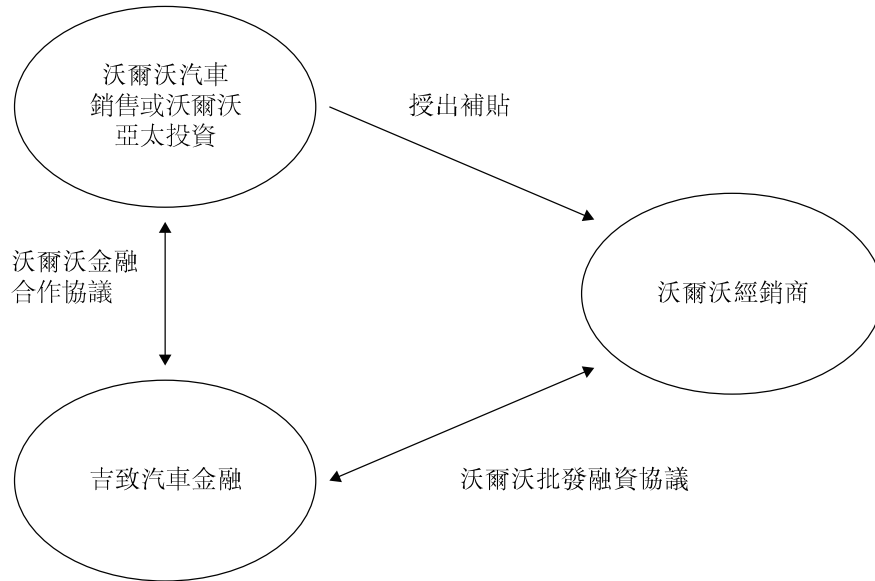 沃爾沃汽車
銷售或沃爾沃
亞太投資
授出補貼
沃爾沃金融
合作協議
沃爾沃經銷商
吉致汽車金融
沃爾沃批發融資協議